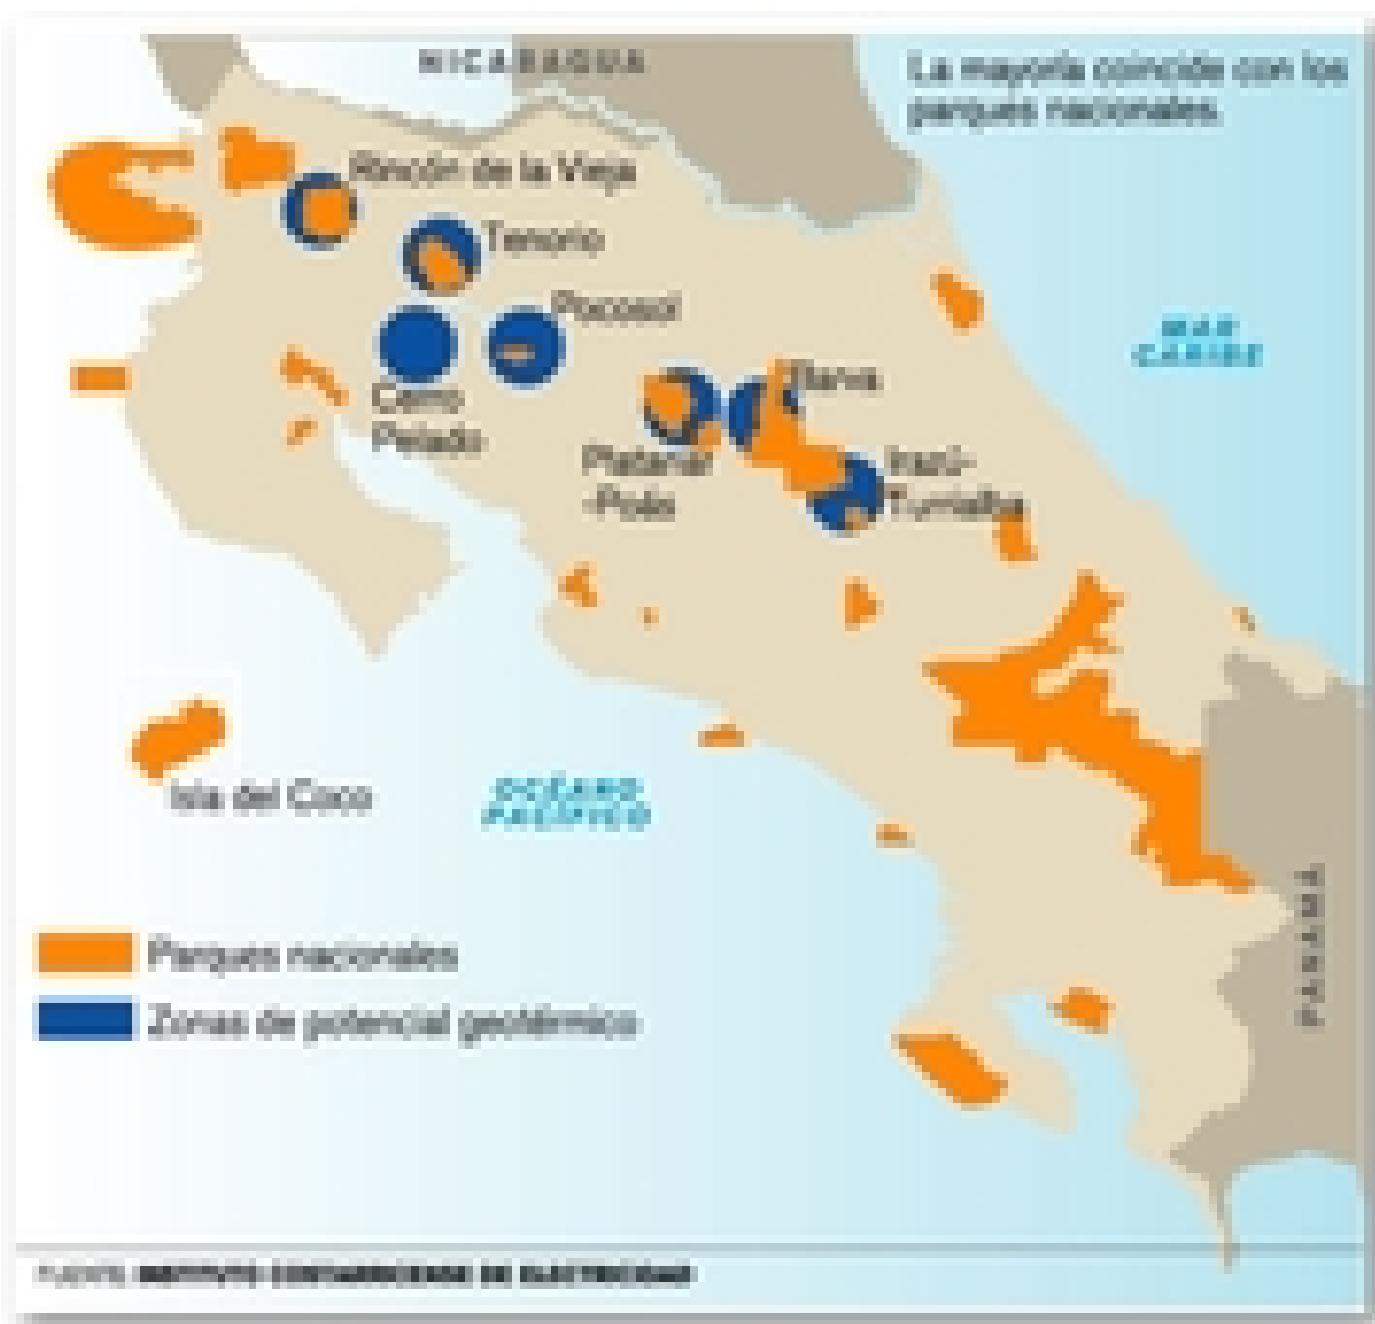 NICARAGUA
La mayoría coincide con los
parques nacionales.
Rincón de la Vieja
Tenorio
Pocosol
MAR
CARIBE
Cerro
Pelado
Barva
Platanar
-Poás
Irazú-
Turrialba
Isla del Coco
OCÉANO
PACÍFICO
PANAMÁ
Parques nacionales
Zonas de potencial geotérmico
FUENTE: INSTITUTO COSTARRICENSE DE ELECTRICIDAD